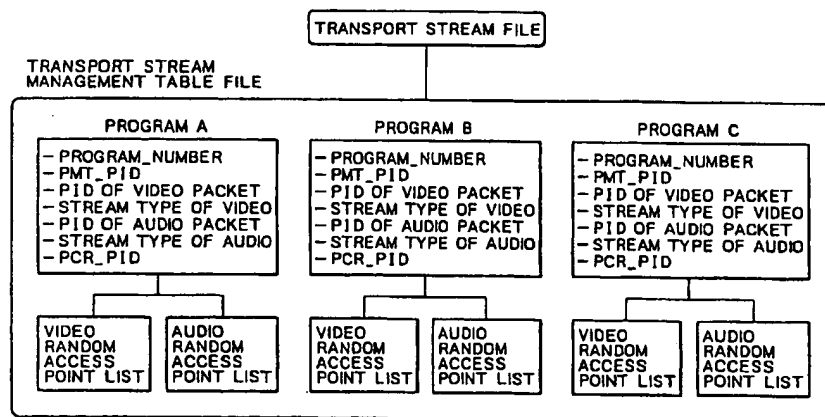 TRANSPORT STREAM FILE
TRANSPORT STREAM
MANAGEMENT TABLE FILE
PROGRAM A
– PROGRAM_NUMBER
– PMT_PID
– PID OF VIDEO PACKET
– STREAM TYPE OF VIDEO
– PID OF AUDIO PACKET
– STREAM TYPE OF AUDIO
– PCR_PID
VIDEO
RANDOM
ACCESS
POINT LIST
AUDIO
RANDOM
ACCESS
POINT LIST
PROGRAM B
– PROGRAM_NUMBER
– PMT_PID
– PID OF VIDEO PACKET
– STREAM TYPE OF VIDEO
– PID OF AUDIO PACKET
– STREAM TYPE OF AUDIO
– PCR_PID
VIDEO
RANDOM
ACCESS
POINT LIST
AUDIO
RANDOM
ACCESS
POINT LIST
PROGRAM C
– PROGRAM_NUMBER
– PMT_PID
– PID OF VIDEO PACKET
– STREAM TYPE OF VIDEO
– PID OF AUDIO PACKET
– STREAM TYPE OF AUDIO
– PCR_PID
VIDEO
RANDOM
ACCESS
POINT LIST
AUDIO
RANDOM
ACCESS
POINT LIST